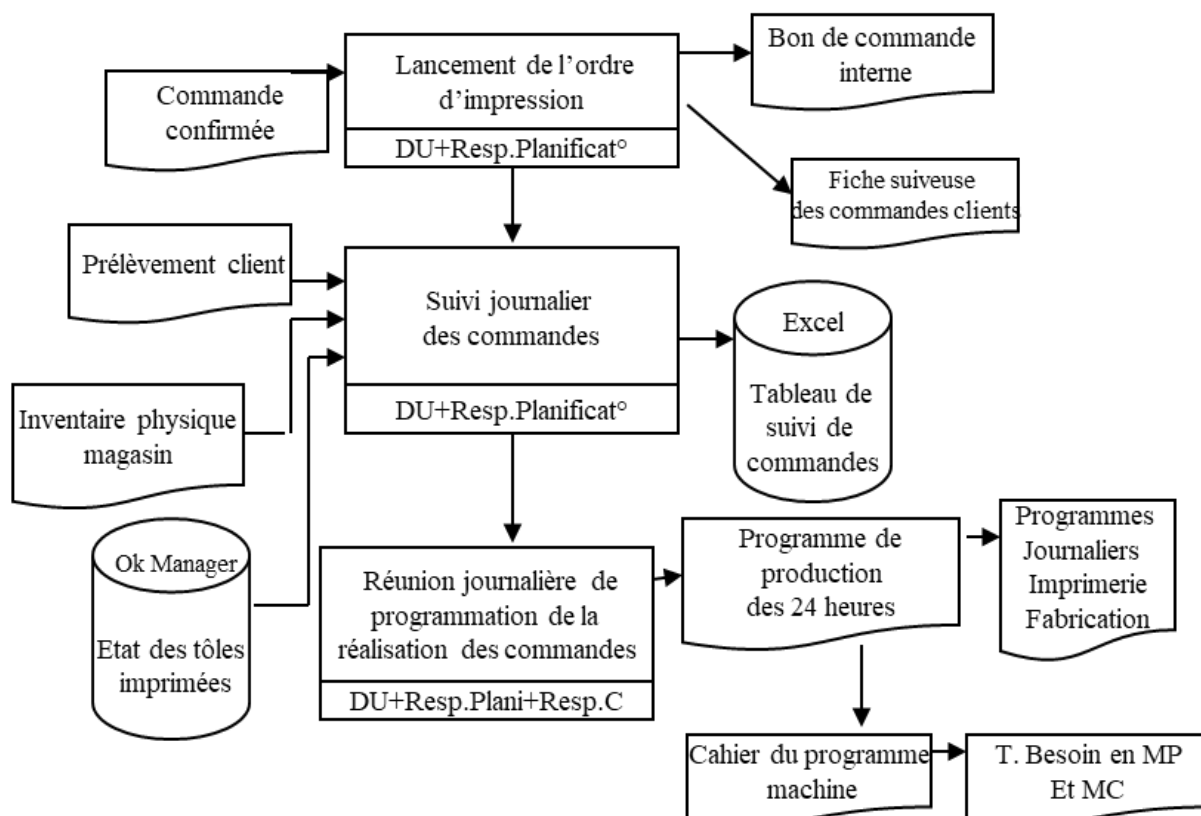 Commande
confirmée
Lancement de l’ordre
d’impression
DU+Resp.Planificat°
Bon de commande
interne
Fiche suiveuse
des commandes clients
Prélèvement client
Inventaire physique
magasin
Ok Manager
Etat des tôles
imprimées
Suivi journalier
des commandes
DU+Resp.Planificat°
Excel
Tableau de
suivi de
commandes
Réunion journalière de
programmation de la
réalisation des commandes
DU+Resp.Plani+Resp.C
Programme de
production
des 24 heures
Programmes
Journaliers
Imprimerie
Fabrication
Cahier du programme
machine
T. Besoin en MP
Et MC